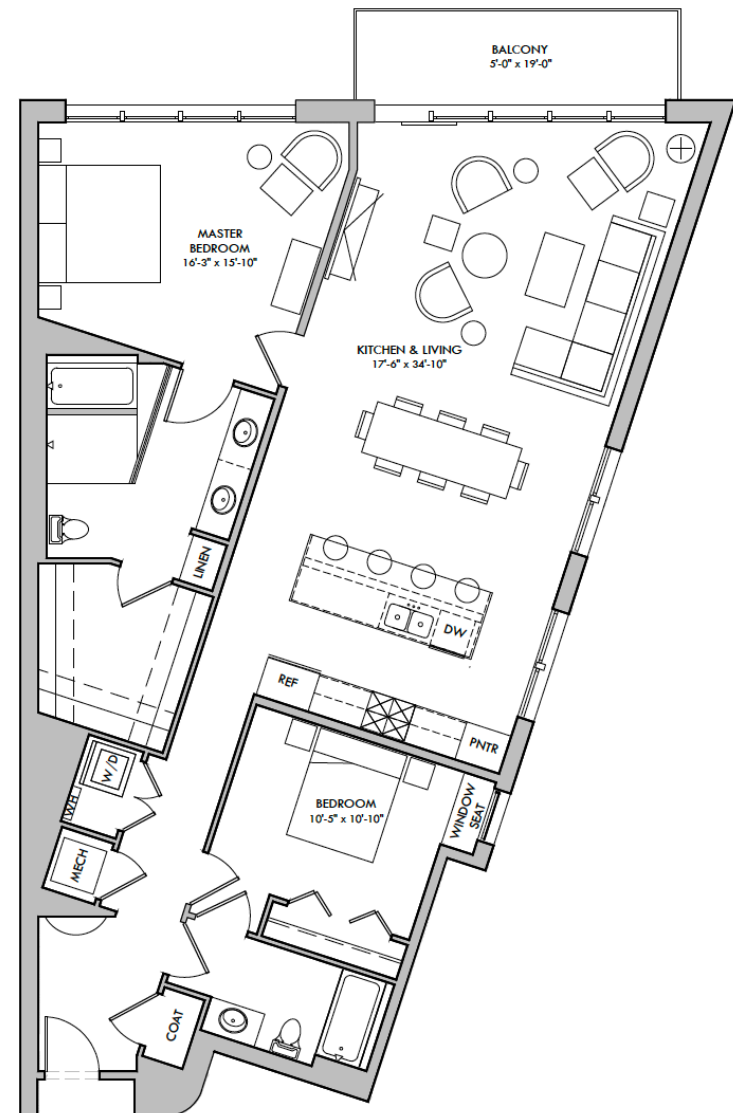 BALCONY
5'-0" x 19'-0"
MASTER
BEDROOM
16'-3" x 15'-10"
KITCHEN & LIVING
17'-6" x 34'-10"
LINEN
DW
REF
PNTR
W/D
WH
BEDROOM
10'-5" x 10'-10"
WINDOW
SEAT
MECH
COAT